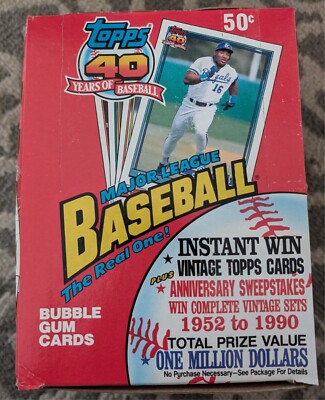 Topps
50¢
40
YEARS OF BASEBALL
40
Royals
16
MAJOR LEAGUE
BASEBALL
The Real One!
BUBBLE
GUM
CARDS
INSTANT WIN
VINTAGE TOPPS CARDS
PLUS
ANNIVERSARY SWEEPSTAKES
WIN COMPLETE VINTAGE SETS
1952 to 1990
TOTAL PRIZE VALUE
ONE MILLION DOLLARS
No Purchase Necessary—See Package For Details